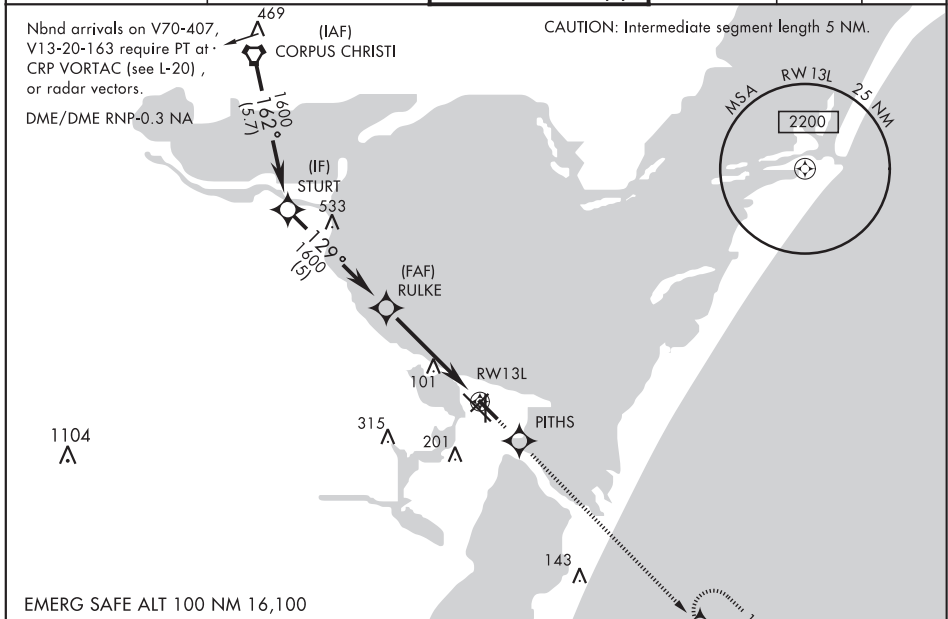 Nbnd arrivals on V70-407,
V13-20-163 require PT at
CRP VORTAC (see L-20) ,
or radar vectors.
DME/DME RNP-0.3 NA
469
(IAF)
CORPUS CHRISTI
CAUTION: Intermediate segment length 5 NM.
MSA RW 13L 25 NM
2200
1600
162°
(5.7)
(IF)
STURT
533
129°
1600
(5)
(FAF)
RULKE
101
RW13L
PITHS
315
201
1104
143
EMERG SAFE ALT 100 NM 16,100